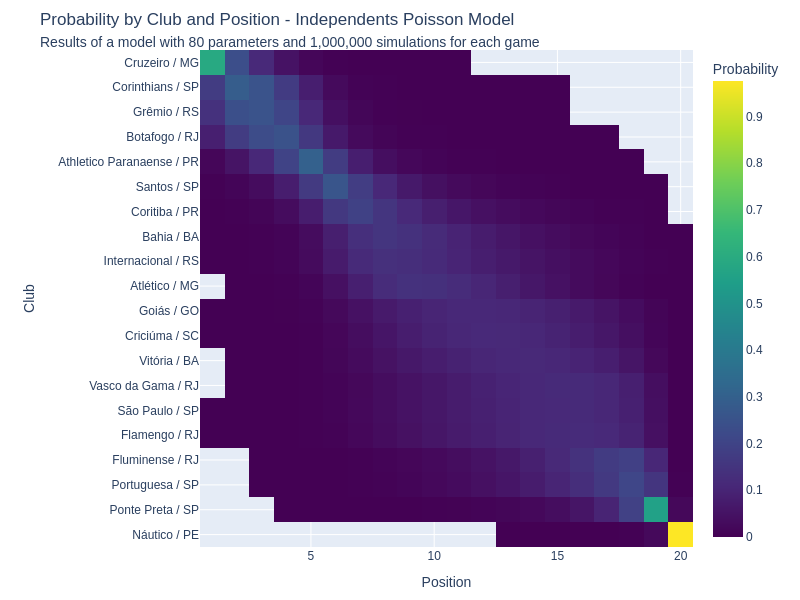 Probability by Club and Position - Independents Poisson Model
Results of a model with 80 parameters and 1,000,000 simulations for each game
Probability
Cruzeiro / MG
Corinthians / SP
Grêmio / RS
Botafogo / RJ
Athletico Paranaense / PR
Santos / SP
Coritiba / PR
Bahia / BA
Internacional / RS
Atlético / MG
Goiás / GO
Criciúma / SC
Vitória / BA
Vasco da Gama / RJ
São Paulo / SP
Flamengo / RJ
Fluminense / RJ
Portuguesa / SP
Ponte Preta / SP
Náutico / PE
Club
5
10
15
20
Position
0.9
0.8
0.7
0.6
0.5
0.4
0.3
0.2
0.1
0